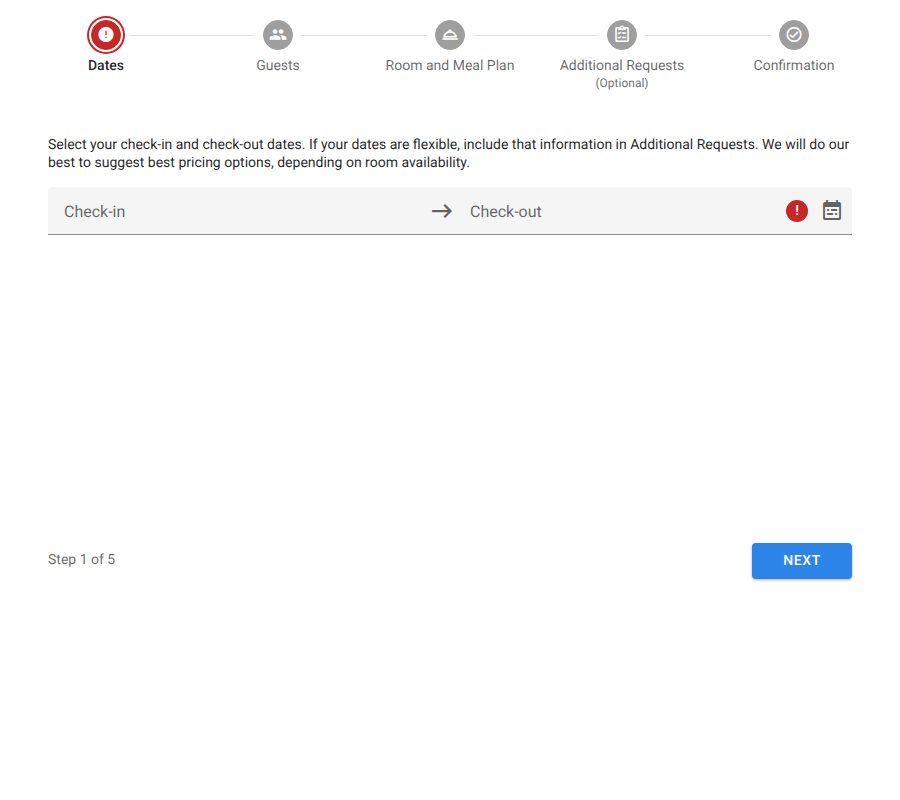 Dates
Guests
Room and Meal Plan
Additional Requests
(Optional)
Confirmation
Select your check-in and check-out dates. If your dates are flexible, include that information in Additional Requests. We will do our
best to suggest best pricing options, depending on room availability.
Check-in
Check-out
Step 1 of 5
NEXT